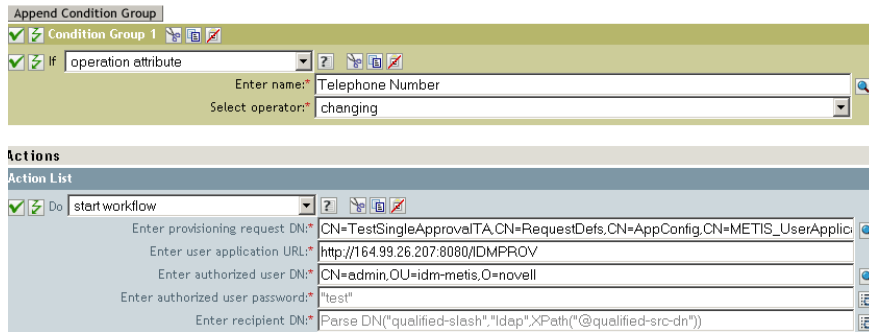 Append Condition Group
Condition Group 1
If operation attribute ?
Enter name:* Telephone Number
Select operator:* changing
Actions
Action List
Do start workflow ?
Enter provisioning request DN:* CN=TestSingleApprovalTA,CN=RequestDefs,CN=AppConfig,CN=METIS_UserApplic
Enter user application URL:* http://164.99.26.207:8080/IDMPROV
Enter authorized user DN:* CN=admin,OU=idm-metis,O=novell
Enter authorized user password:* "test"
Enter recipient DN:* Parse DN("qualified-slash","ldap",XPath("@qualified-src-dn"))